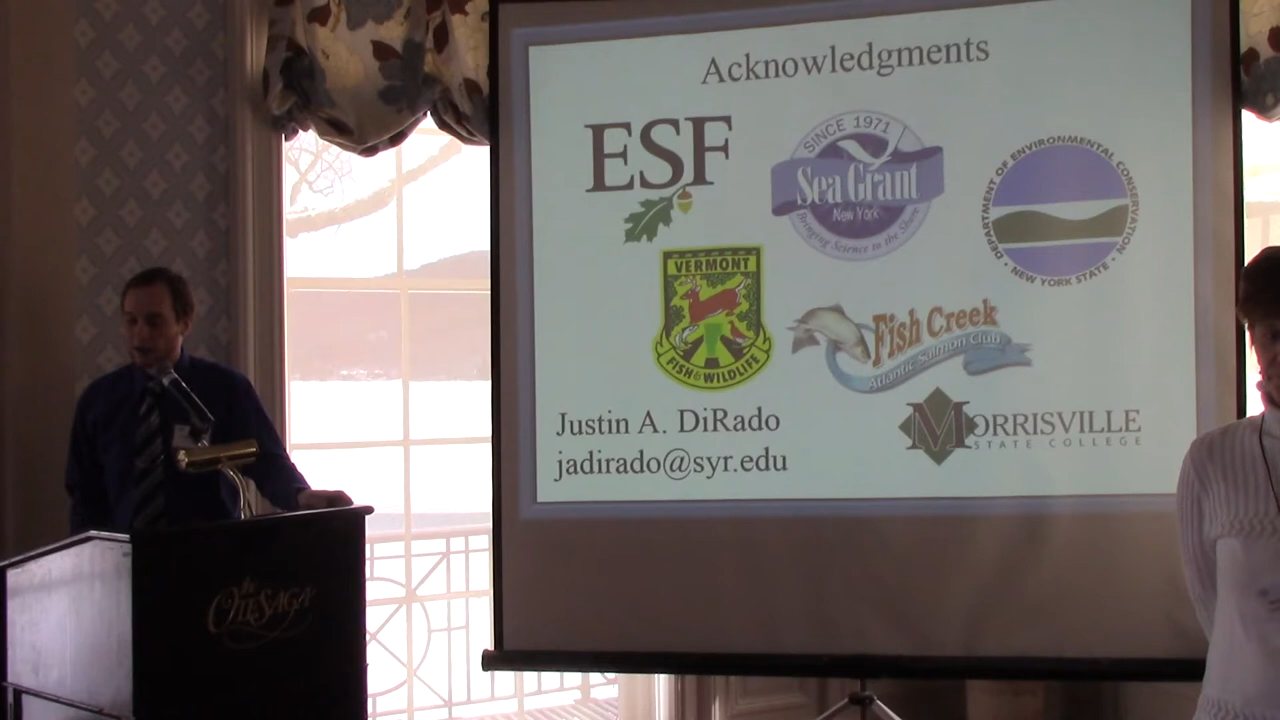 Acknowledgments
ESF
SINCE 1971
Sea Grant
New York
Bringing Science to the Shore
DEPARTMENT OF ENVIRONMENTAL CONSERVATION
• NEW YORK STATE •
VERMONT
FISH & WILDLIFE
Fish Creek
Atlantic Salmon Club
MORRISVILLE
STATE COLLEGE
Justin A. DiRado
jadirado@syr.edu
the
OTESAGA